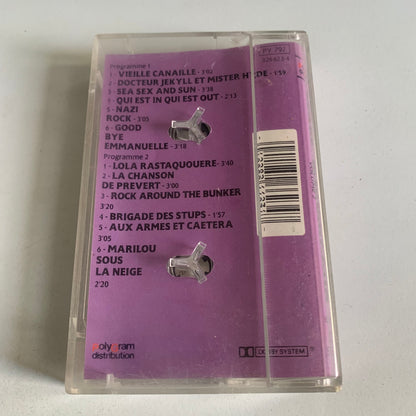 Programme 1
1 - VIEILLE CANAILLE - 3'02
2 - DOCTEUR JEKYLL ET MISTER HYDE - 1'59
3 - SEA SEX AND SUN - 3'18
4 - QUI EST IN QUI EST OUT - 2'13
5 - NAZI
ROCK - 3'05
6 - GOOD
BYE
EMMANUELLE - 3'18
Programme 2
1 - LOLA RASTAQUOUERE - 3'40
2 - LA CHANSON
DE PREVERT - 3'00
3 - ROCK AROUND THE BUNKER
3'20
4 - BRIGADE DES STUPS - 1'57
5 - AUX ARMES ET CAETERA
3'05
6 - MARILOU
SOUS
LA NEIGE
2'20
polygram
distribution
DOLBY SYSTEM
PY 792